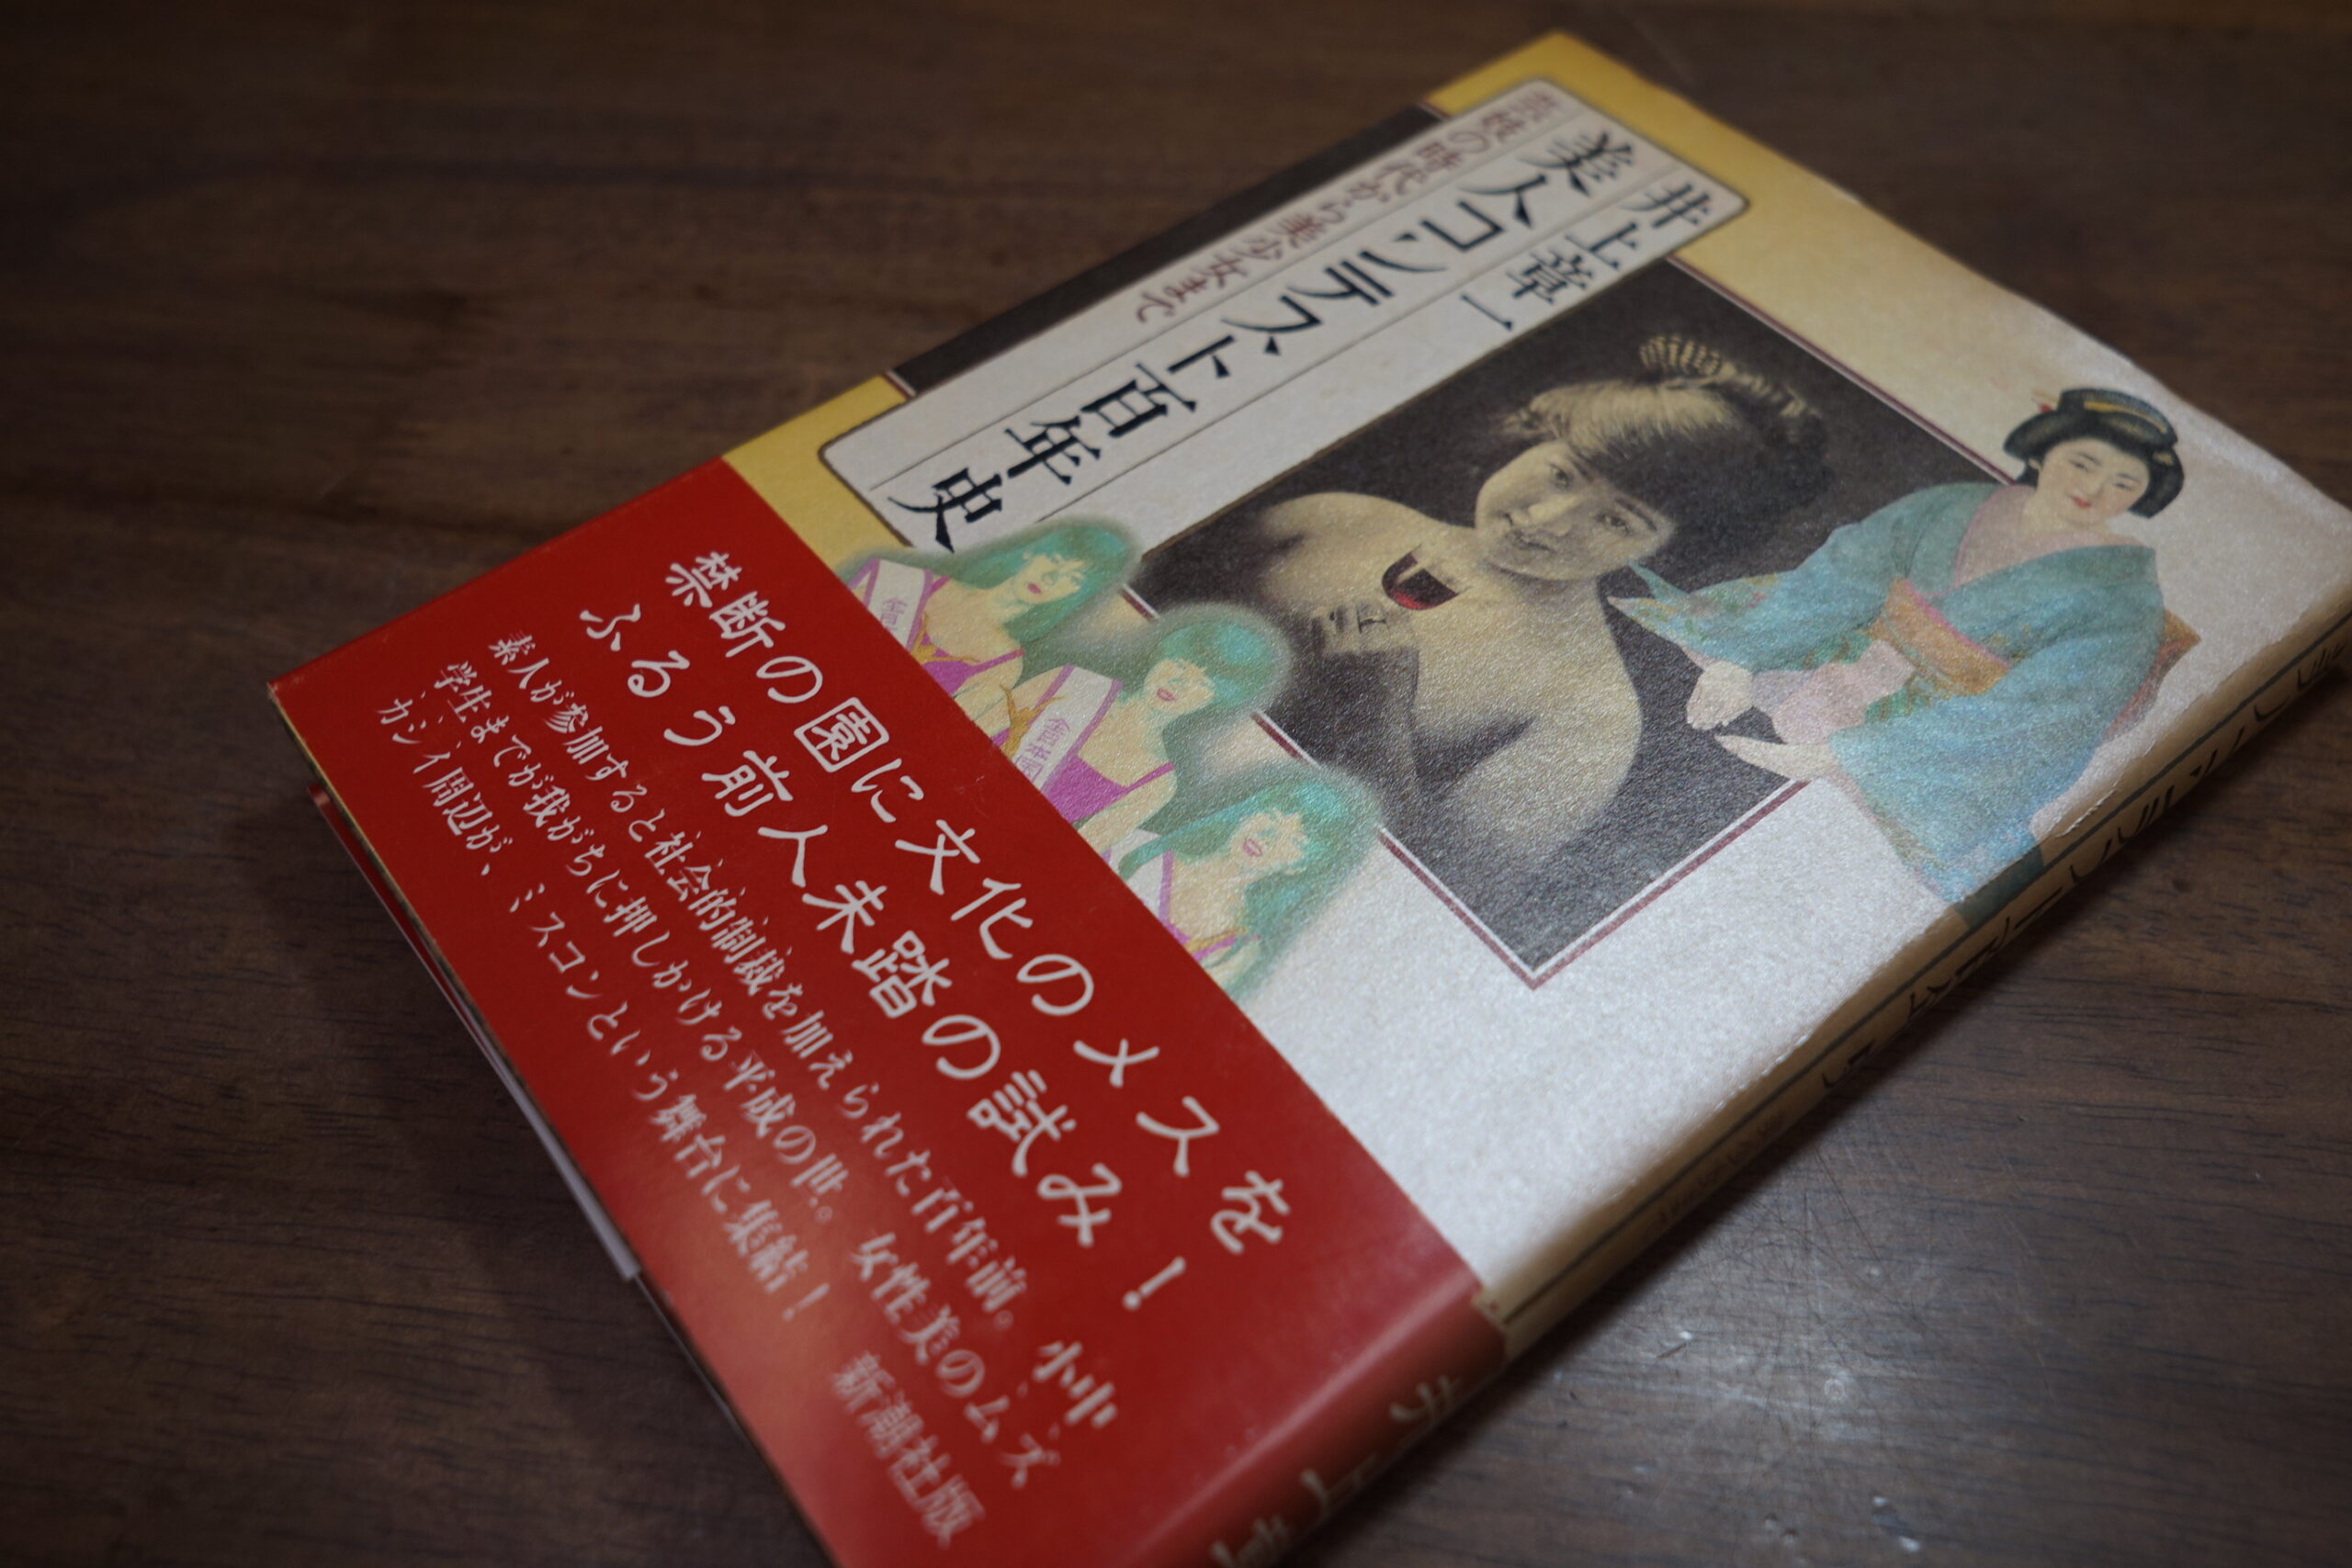 井上章一
美人コンテスト百年史
芸妓の時代から美少女まで
禁断の園に文化のメスを
ふるう前人未踏の試み!
素人が参加すると社会的制裁を加えられた百年前。小中
学生までが我がちに押しかける平成の世。女性美のムズ
カシイ周辺が、ミスコンという舞台に集結!
新潮社版
井上章